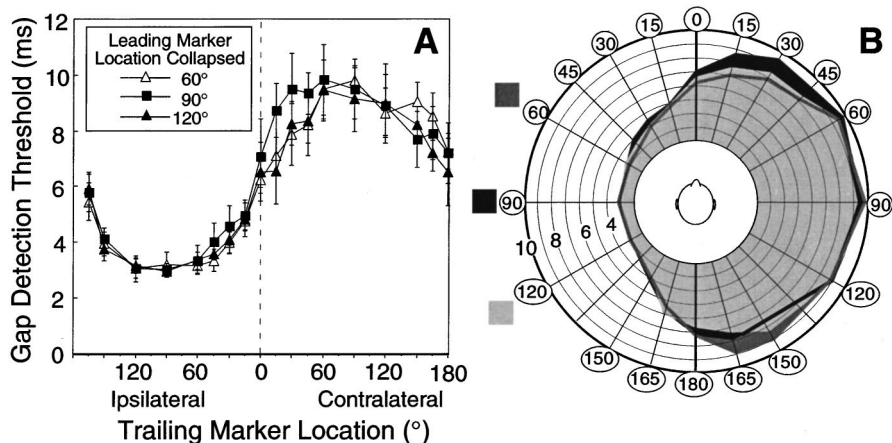 A
Gap Detection Threshold (ms)
12
10
8
6
4
2
0
Leading Marker
Location Collapsed
60°
90°
120°
120 60 0 60 120 180
Ipsilateral Contralateral
Trailing Marker Location (°)
B
0
15 15
30 30
45 45
60 60
90 90
10 8 6 4
120 120
150 150
165 165
180